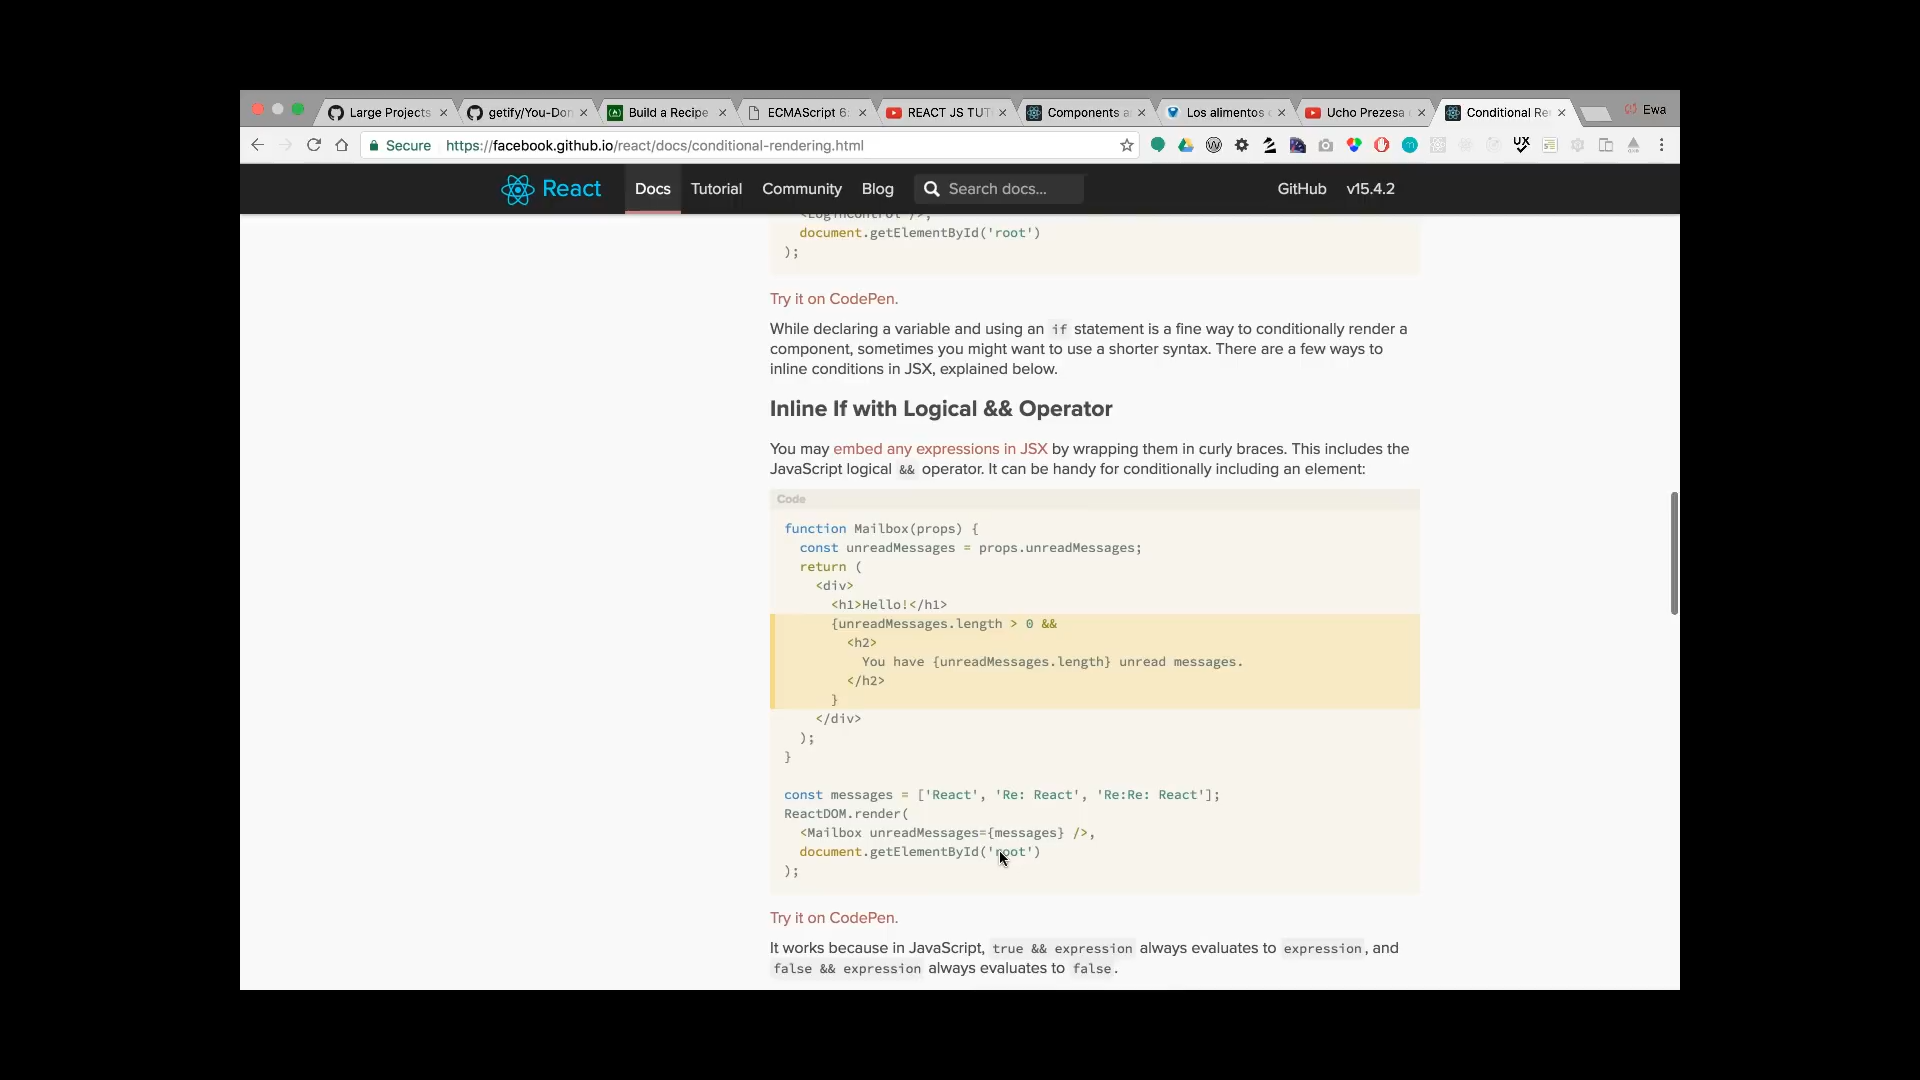 Large Projects
getify/You-Don
Build a Recipe
ECMAScript 6:
REACT JS TUT
Components a
Los alimentos
Ucho Prezesa
Conditional Re
Ewa
Secure
https://facebook.github.io/react/docs/conditional-rendering.html
React
Docs
Tutorial
Community
Blog
Search docs...
GitHub
v15.4.2
<LoginControl />,
document.getElementById('root')
);
Try it on CodePen.
While declaring a variable and using an if statement is a fine way to conditionally render a
component, sometimes you might want to use a shorter syntax. There are a few ways to
inline conditions in JSX, explained below.
Inline If with Logical && Operator
You may embed any expressions in JSX by wrapping them in curly braces. This includes the
JavaScript logical && operator. It can be handy for conditionally including an element:
Code
function Mailbox(props) {
const unreadMessages = props.unreadMessages;
return (
<div>
<h1>Hello!</h1>
{unreadMessages.length > 0 &&
<h2>
You have {unreadMessages.length} unread messages.
</h2>
}
</div>
);
}
const messages = ['React', 'Re: React', 'Re:Re: React'];
ReactDOM.render(
<Mailbox unreadMessages={messages} />,
document.getElementById('root')
);
Try it on CodePen.
It works because in JavaScript, true && expression always evaluates to expression, and
false && expression always evaluates to false.